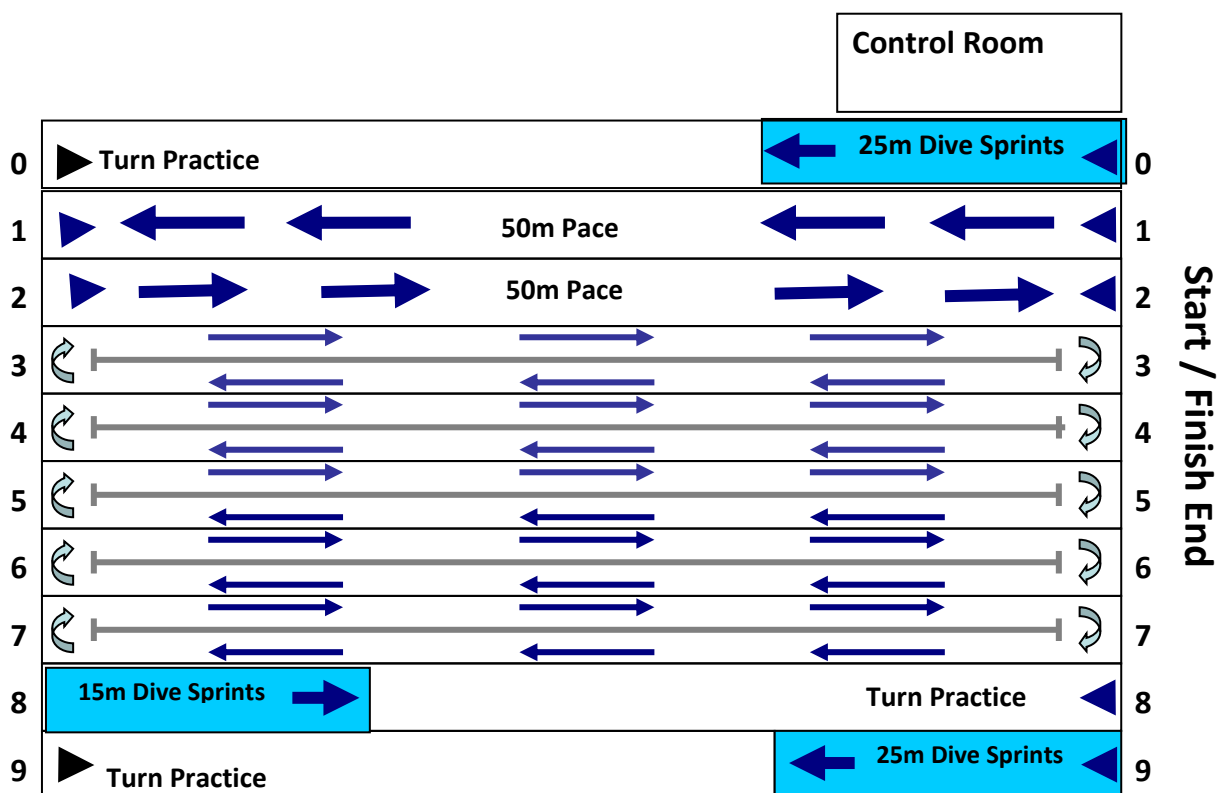 Control Room
0 Turn Practice 25m Dive Sprints 0
1 50m Pace 1
2 50m Pace 2
3 3
4 4
5 5
6 6
7 7
8 15m Dive Sprints Turn Practice 8
9 Turn Practice 25m Dive Sprints 9
Start / Finish End